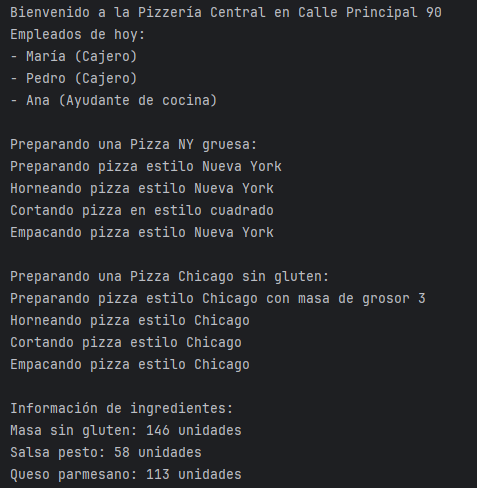 Bienvenido a la Pizzería Central en Calle Principal 90
Empleados de hoy:
- María (Cajero)
- Pedro (Cajero)
- Ana (Ayudante de cocina)

Preparando una Pizza NY gruesa:
Preparando pizza estilo Nueva York
Horneando pizza estilo Nueva York
Cortando pizza en estilo cuadrado
Empacando pizza estilo Nueva York

Preparando una Pizza Chicago sin gluten:
Preparando pizza estilo Chicago con masa de grosor 3
Horneando pizza estilo Chicago
Cortando pizza estilo Chicago
Empacando pizza estilo Chicago

Información de ingredientes:
Masa sin gluten: 146 unidades
Salsa pesto: 58 unidades
Queso parmesano: 113 unidades